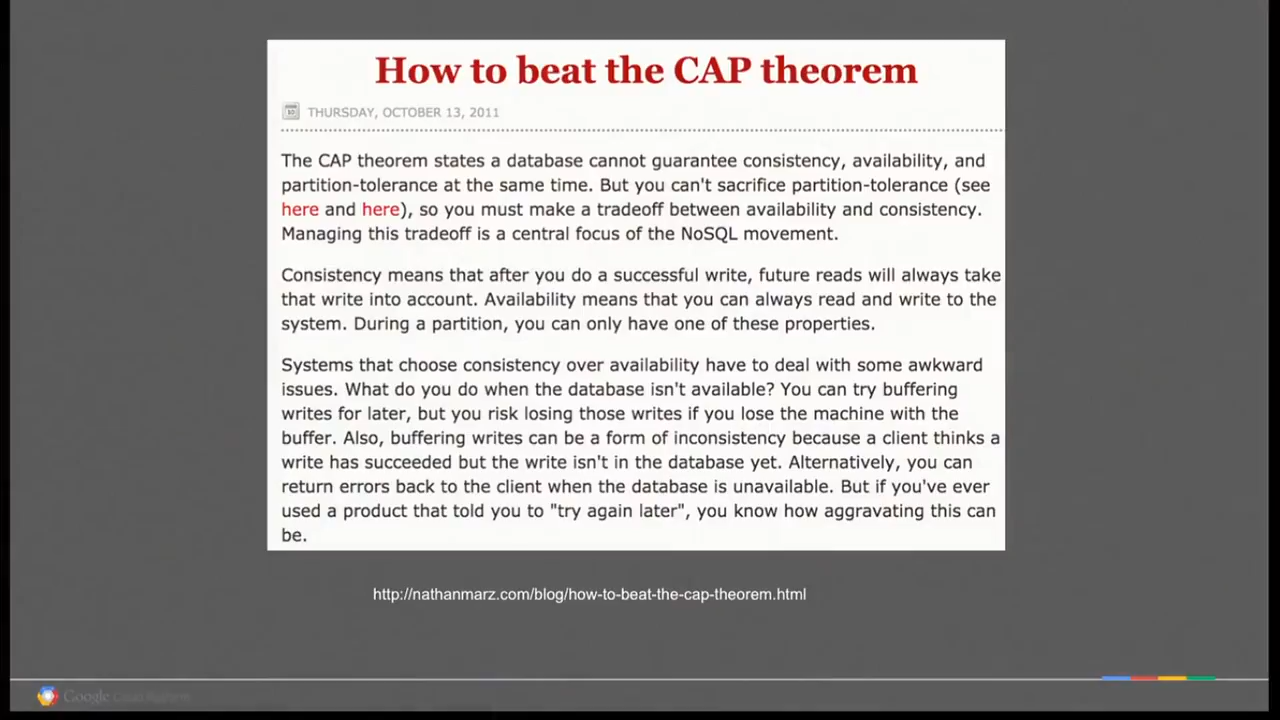 How to beat the CAP theorem
THURSDAY, OCTOBER 13, 2011
The CAP theorem states a database cannot guarantee consistency, availability, and
partition-tolerance at the same time. But you can't sacrifice partition-tolerance (see
here and here), so you must make a tradeoff between availability and consistency.
Managing this tradeoff is a central focus of the NoSQL movement.
Consistency means that after you do a successful write, future reads will always take
that write into account. Availability means that you can always read and write to the
system. During a partition, you can only have one of these properties.
Systems that choose consistency over availability have to deal with some awkward
issues. What do you do when the database isn't available? You can try buffering
writes for later, but you risk losing those writes if you lose the machine with the
buffer. Also, buffering writes can be a form of inconsistency because a client thinks a
write has succeeded but the write isn't in the database yet. Alternatively, you can
return errors back to the client when the database is unavailable. But if you've ever
used a product that told you to "try again later", you know how aggravating this can
be.
http://nathanmarz.com/blog/how-to-beat-the-cap-theorem.html
Google